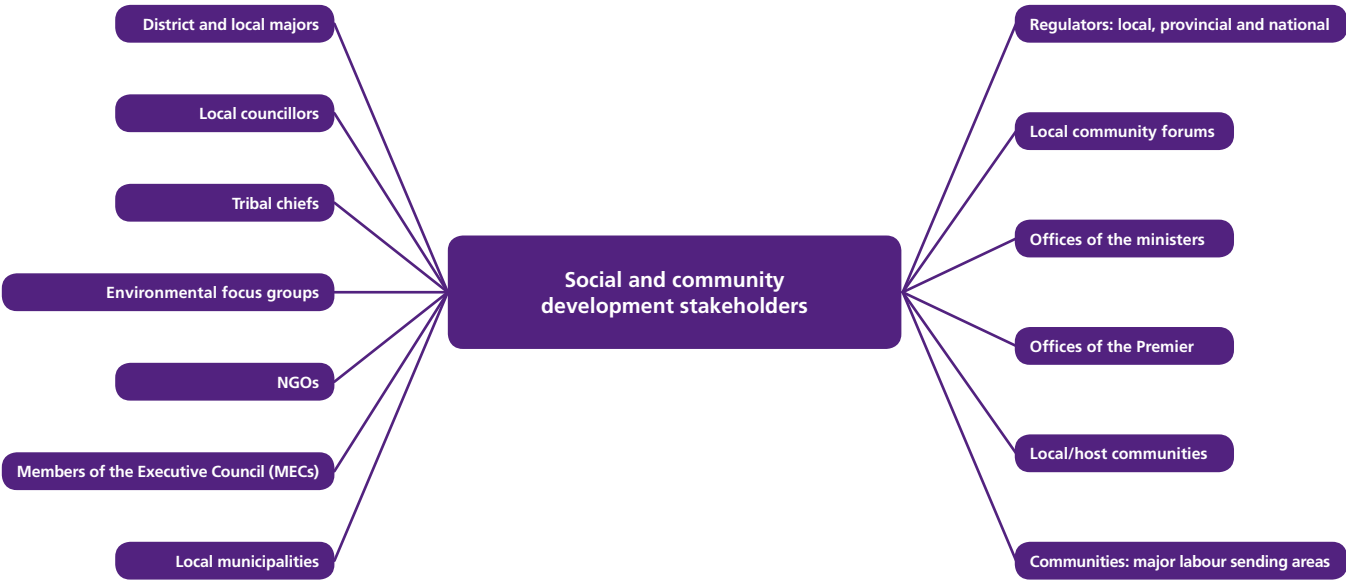 District and local majors
Local councillors
Tribal chiefs
Environmental focus groups
NGOs
Members of the Executive Council (MECs)
Local municipalities
Social and community
development stakeholders
Regulators: local, provincial and national
Local community forums
Offices of the ministers
Offices of the Premier
Local/host communities
Communities: major labour sending areas